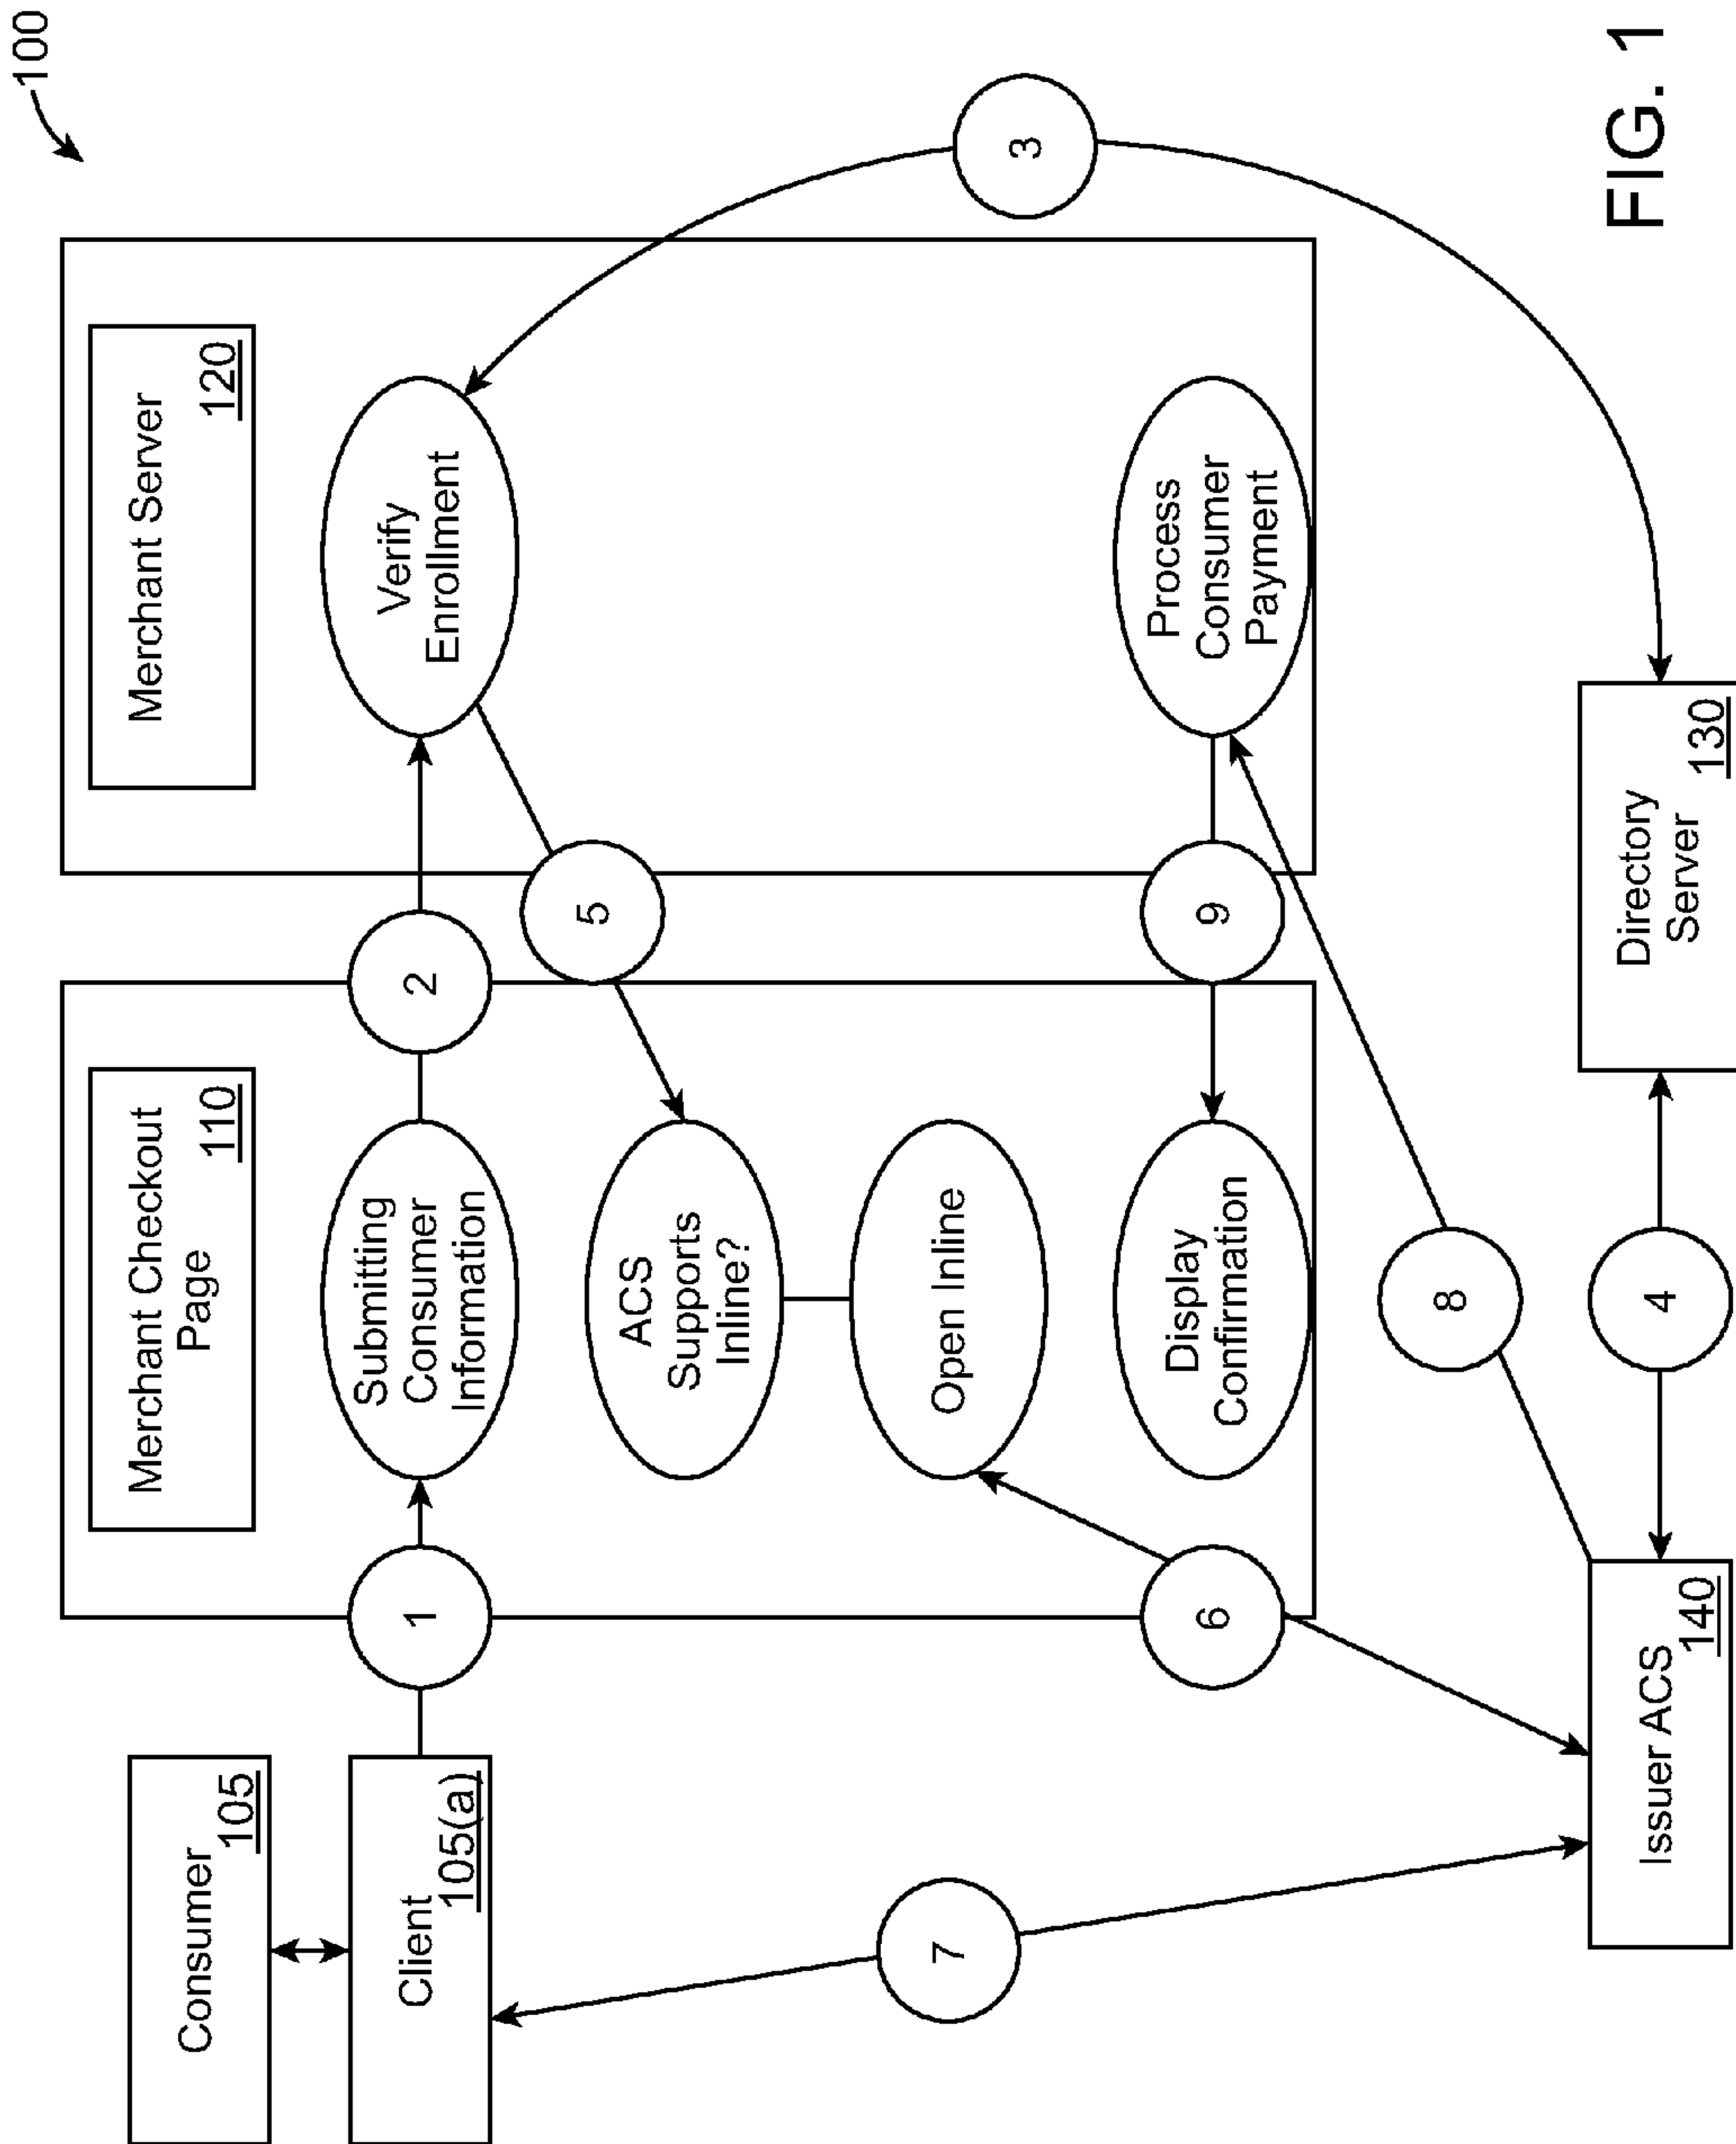 100
Consumer
105
Client
105(a)
1
Merchant Checkout
Page
110
Submitting
Consumer
Information
ACS
Supports
Inline?
Open Inline
Display
Confirmation
2
5
9
6
Merchant Server
120
Verify
Enrollment
Process
Consumer
Payment
3
7
8
Issuer ACS
140
4
Directory
Server
130
FIG. 1